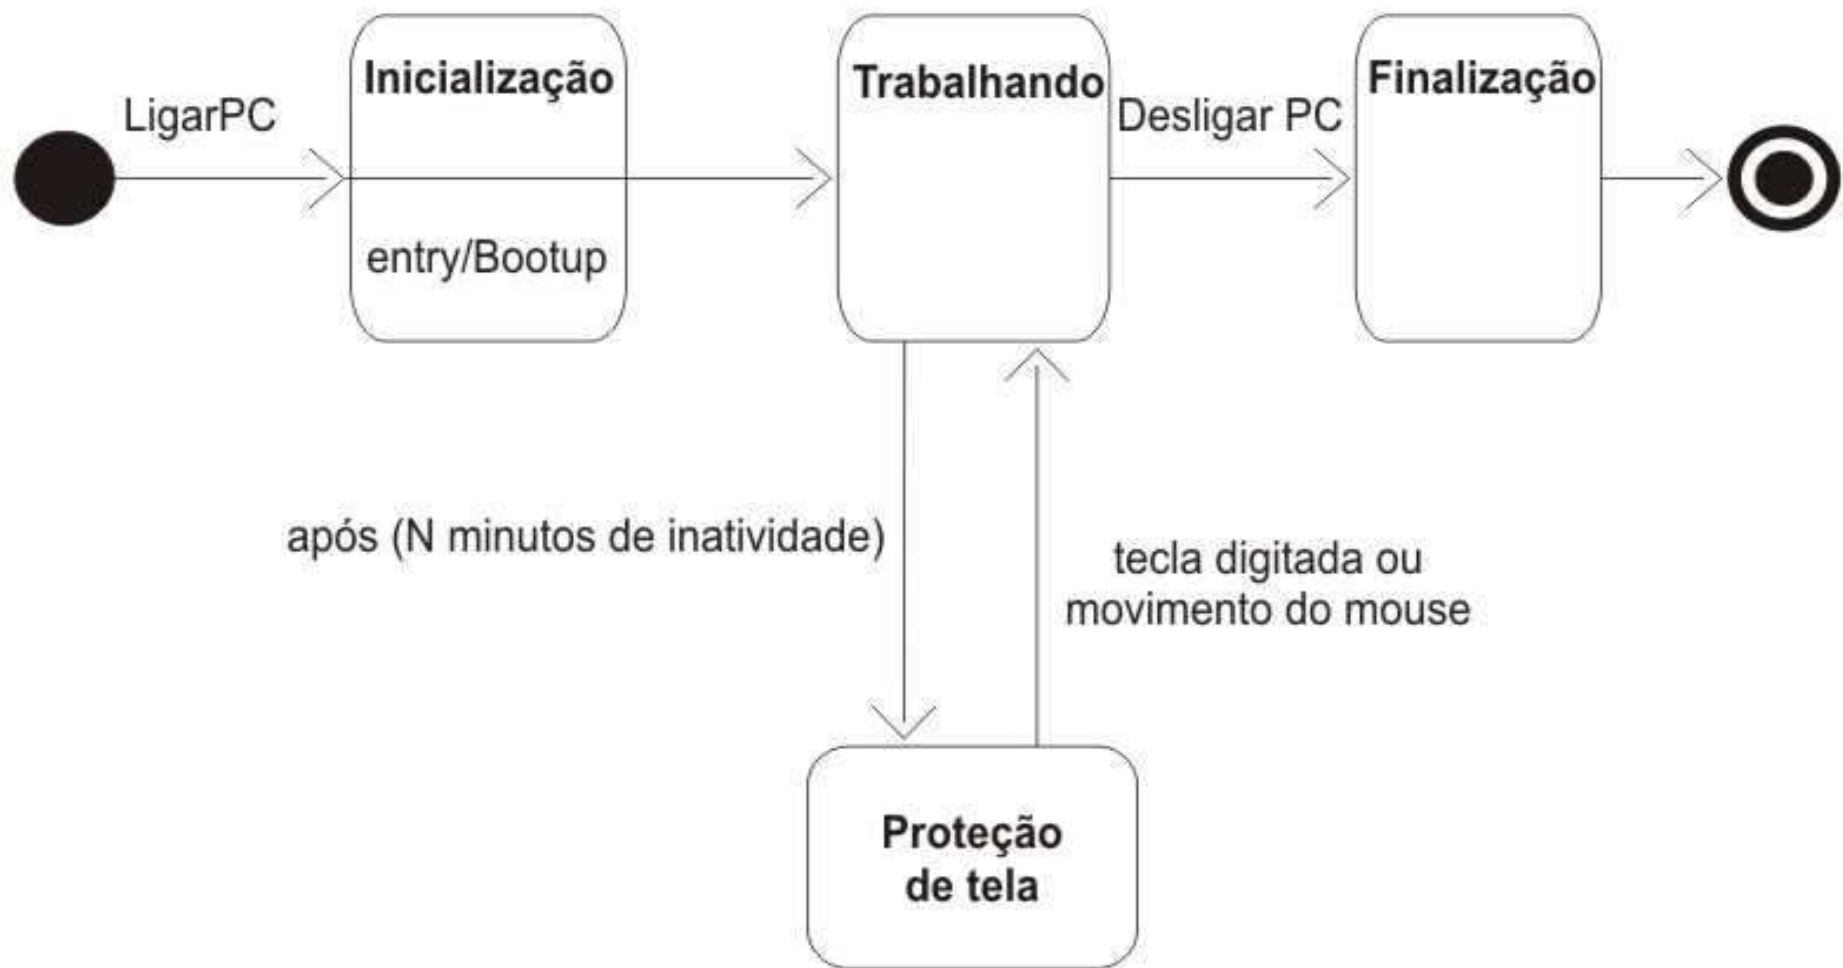 LigarPC
Inicialização
entry/Bootup
Trabalhando
Desligar PC
Finalização
após (N minutos de inatividade)
tecla digitada ou
movimento do mouse
Proteção
de tela